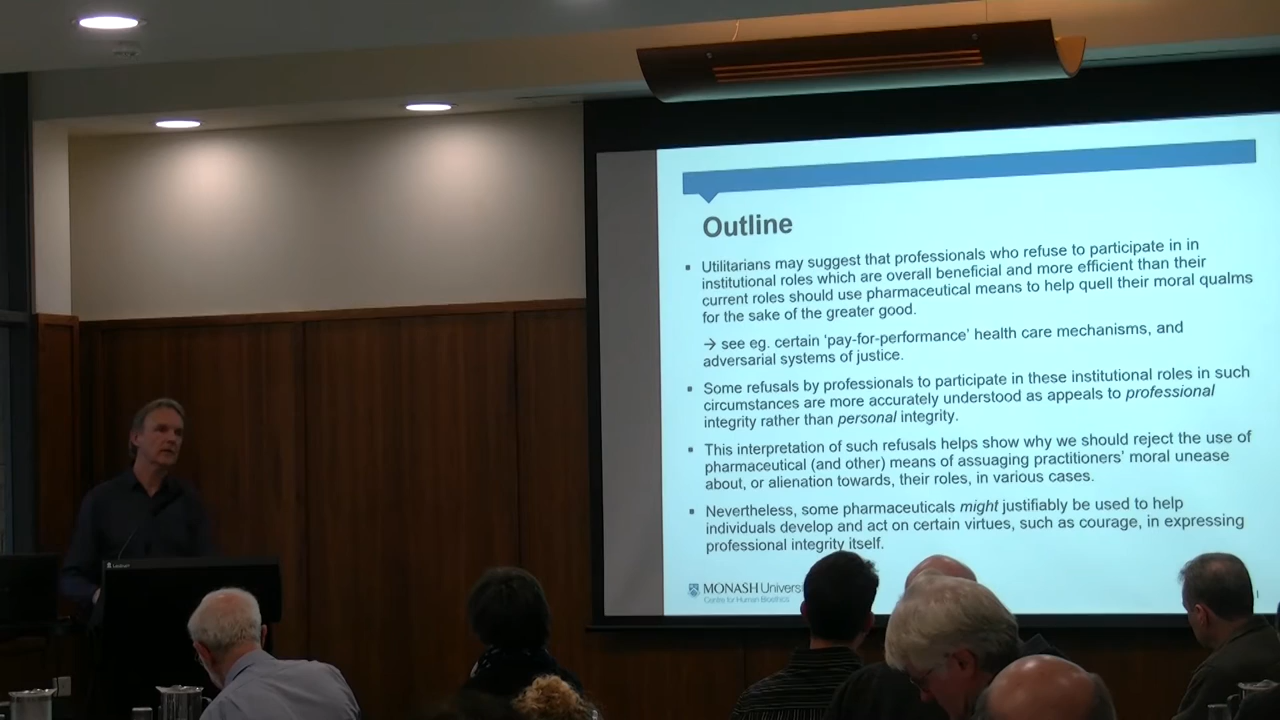 Outline
▪ Utilitarians may suggest that professionals who refuse to participate in in
institutional roles which are overall beneficial and more efficient than their
current roles should use pharmaceutical means to help quell their moral qualms
for the sake of the greater good.
→ see eg. certain 'pay-for-performance' health care mechanisms, and
adversarial systems of justice.
▪ Some refusals by professionals to participate in these institutional roles in such
circumstances are more accurately understood as appeals to professional
integrity rather than personal integrity.
▪ This interpretation of such refusals helps show why we should reject the use of
pharmaceutical (and other) means of assuaging practitioners' moral unease
about, or alienation towards, their roles, in various cases.
▪ Nevertheless, some pharmaceuticals might justifiably be used to help
individuals develop and act on certain virtues, such as courage, in expressing
professional integrity itself.
MONASH Universi
Centre for Human Bioethics